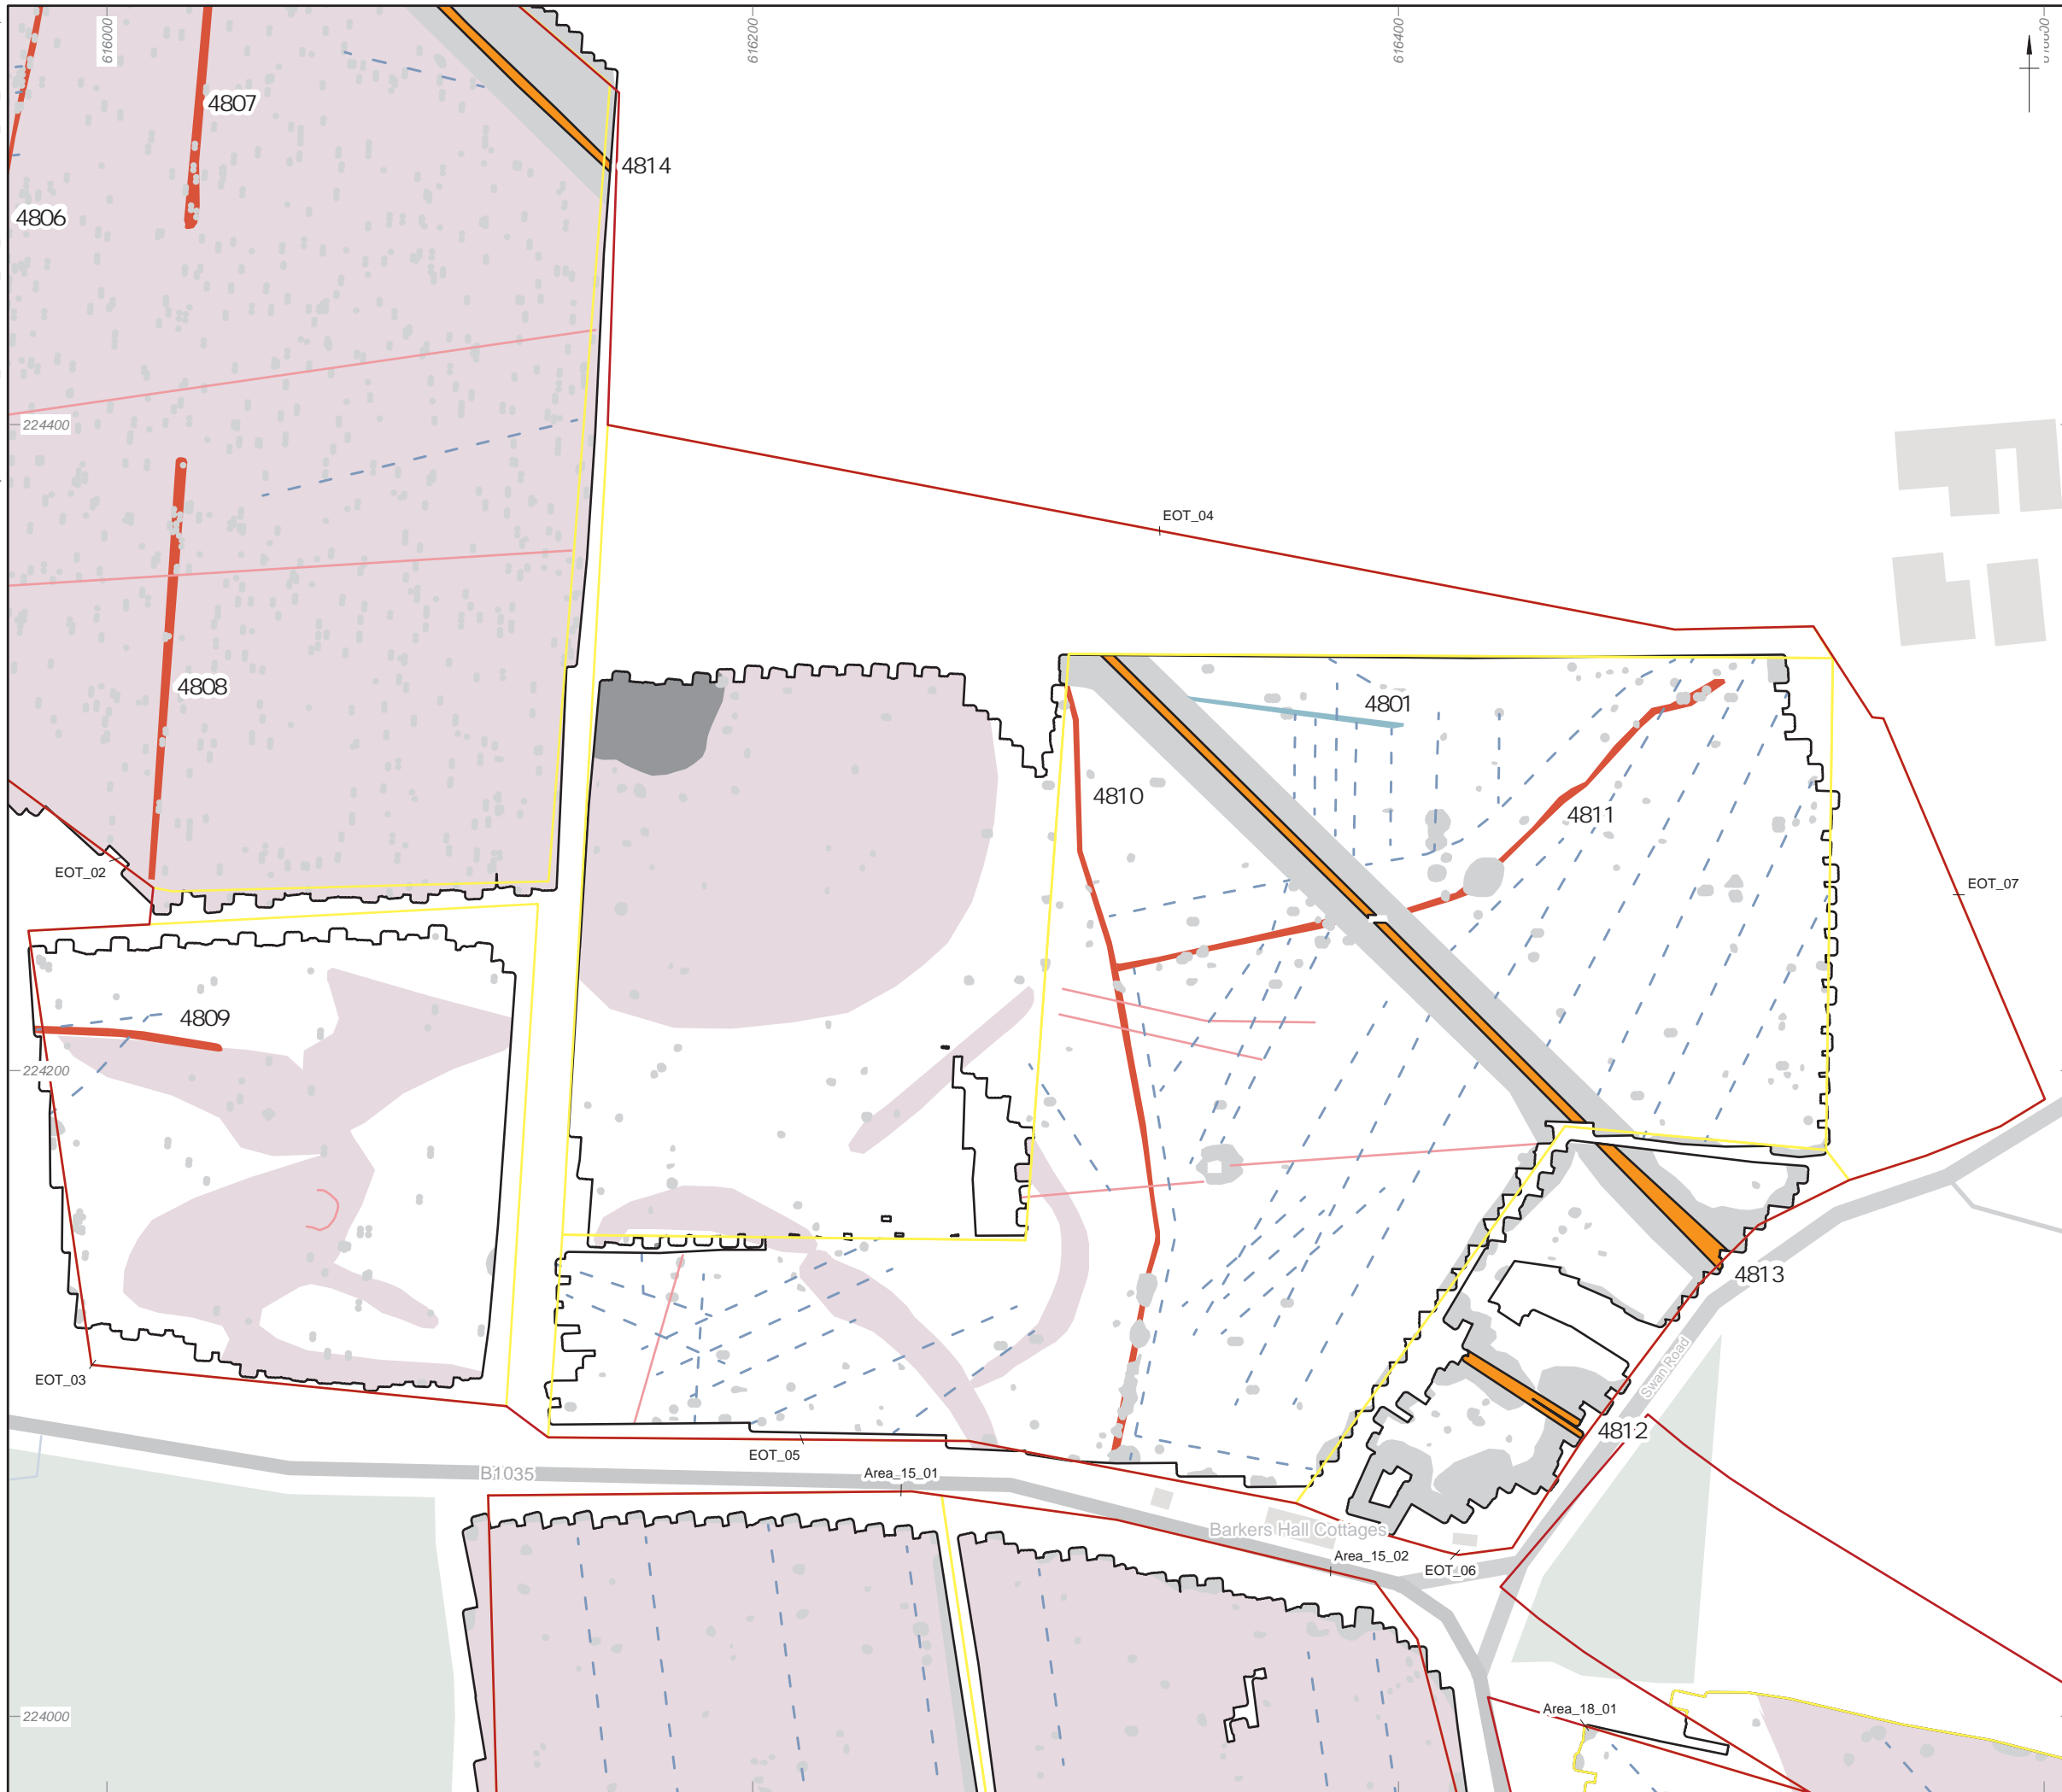 616000
616200
616400
4807
4814
4806
224400
EOT_04
4808
4801
4810
4811
EOT_02
EOT_07
4809
224200
4813
EOT_03
Swan Road
4812
EOT_05
B1035
Area_15_01
Barkers Hall Cottages
Area_15_02
EOT_06
224000
Area_18_01